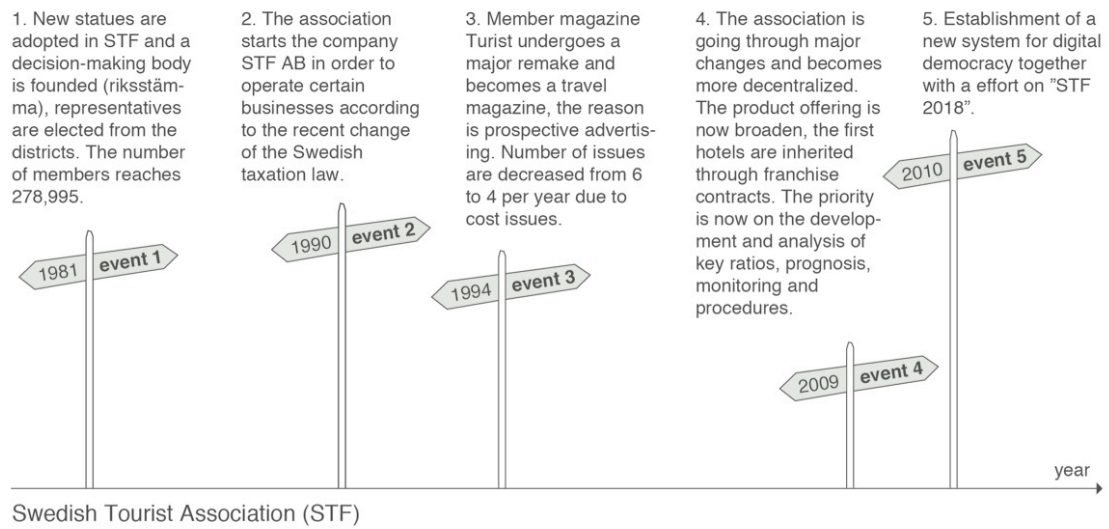 1. New statues are
adopted in STF and a
decision-making body
is founded (riksstäm-
ma), representatives
are elected from the
districts. The number
of members reaches
278,995.
2. The association
starts the company
STF AB in order to
operate certain
businesses according
to the recent change
of the Swedish
taxation law.
3. Member magazine
Turist undergoes a
major remake and
becomes a travel
magazine, the reason
is prospective advertis-
ing. Number of issues
are decreased from 6
to 4 per year due to
cost issues.
4. The association is
going through major
changes and becomes
more decentralized.
The product offering is
now broaden, the first
hotels are inherited
through franchise
contracts. The priority
is now on the develop-
ment and analysis of
key ratios, prognosis,
monitoring and
procedures.
5. Establishment of a
new system for digital
democracy together
with a effort on ”STF
2018”.
1981 event 1
1990 event 2
1994 event 3
2009 event 4
2010 event 5
year
Swedish Tourist Association (STF)